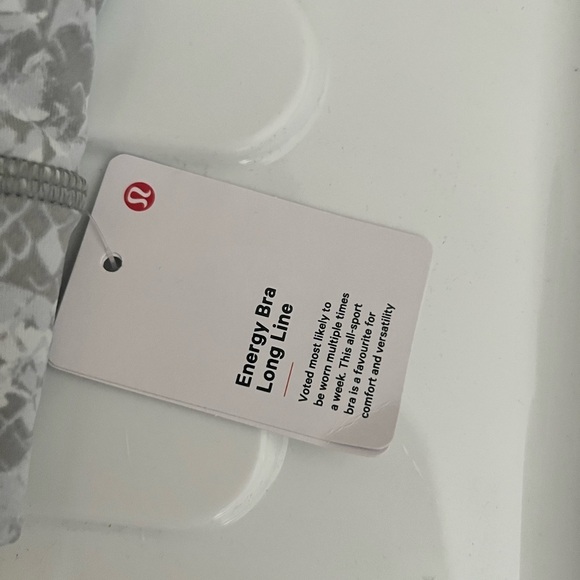 Energy Bra
Long Line
Voted most likely to
be worn multiple times
a week. This all-sport
bra is a favourite for
comfort and versatility